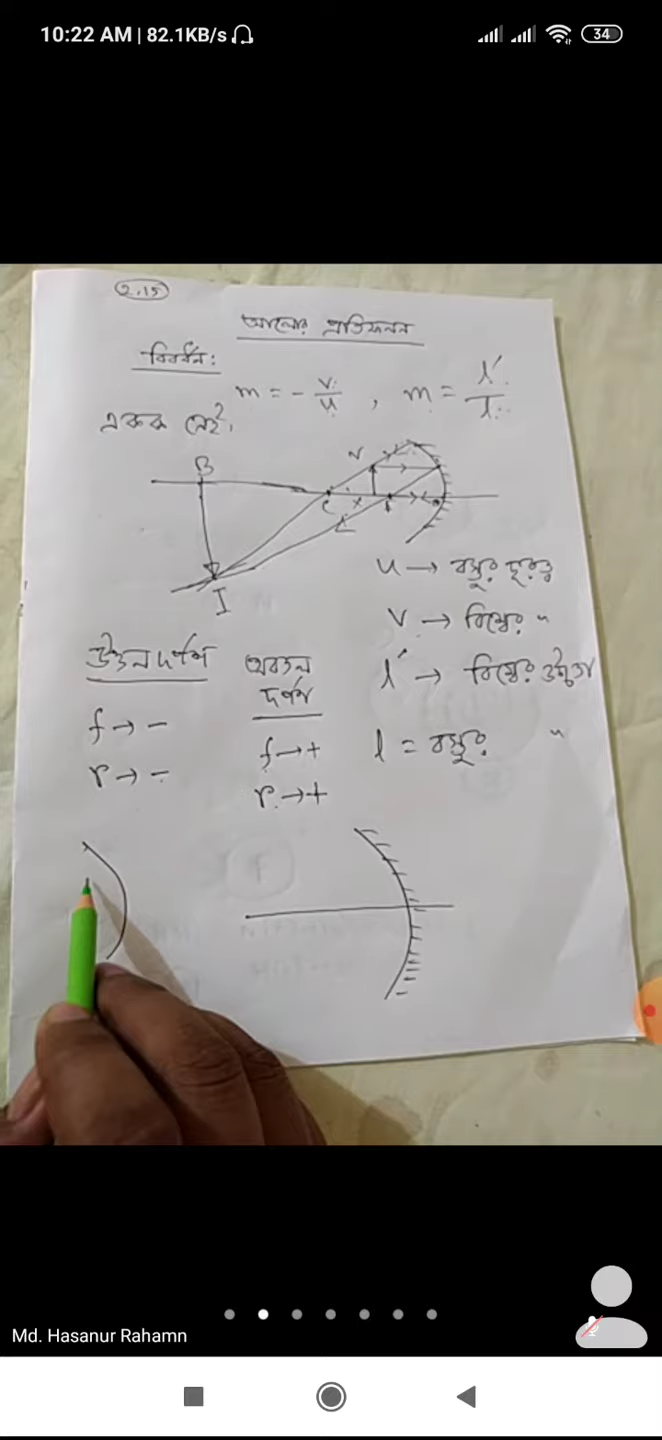 10:22 AM | 82.1KB/s
34
২.১৫
আলোর প্রতিফলন
বিবর্ধন:
m = - v/u , m = l′/l
একক নেই,
B
N
C
F
I
u → বস্তুর দূরত্ব
v → বিম্বের "
l′ → বিম্বের উচ্চতা
l = বস্তুর "
উত্তল দর্পণ
f → -
r → -
অবতল
দর্পণ
f → +
r → +
Md. Hasanur Rahamn